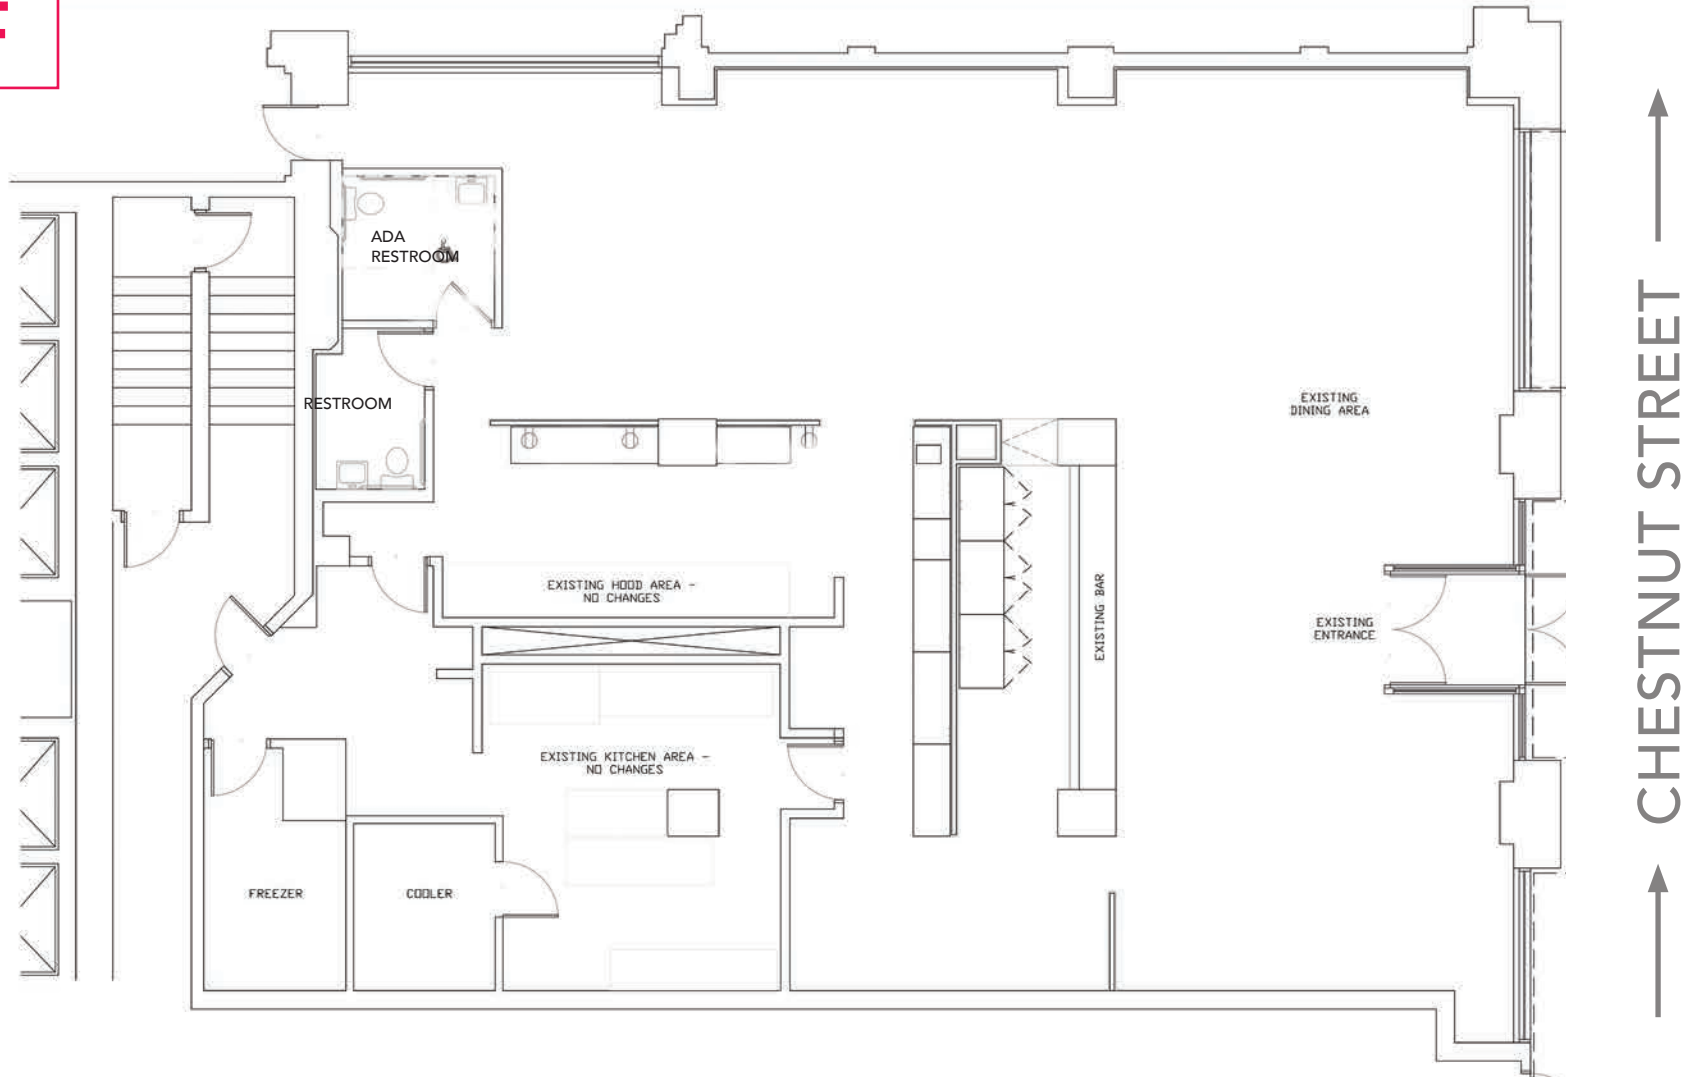 ADA
RESTROOM
RESTROOM
EXISTING
DINING AREA
EXISTING HOOD AREA -
NO CHANGES
EXISTING BAR
EXISTING
ENTRANCE
EXISTING KITCHEN AREA -
NO CHANGES
FREEZER
COOLER
CHESTNUT STREET